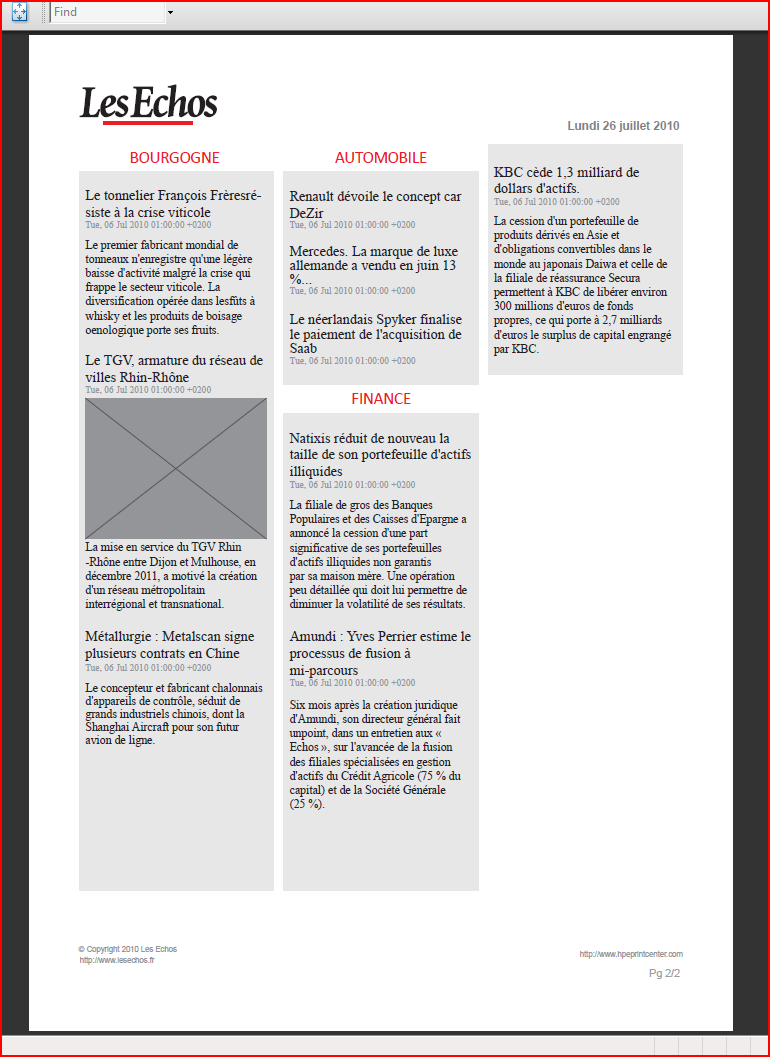 Find
Les Echos
Lundi 26 juillet 2010
BOURGOGNE
Le tonnelier François Frèresré-
siste à la crise viticole
Tue, 06 Jul 2010 01:00:00 +0200
Le premier fabricant mondial de
tonneaux n'enregistre qu'une légère
baisse d'activité malgré la crise qui
frappe le secteur viticole. La
diversification opérée dans lesfûts à
whisky et les produits de boisage
oenologique porte ses fruits.
Le TGV, armature du réseau de
villes Rhin-Rhône
Tue, 06 Jul 2010 01:00:00 +0200
La mise en service du TGV Rhin
-Rhône entre Dijon et Mulhouse, en
décembre 2011, a motivé la création
d'un réseau métropolitain
interrégional et transnational.
Métallurgie : Metalscan signe
plusieurs contrats en Chine
Tue, 06 Jul 2010 01:00:00 +0200
Le concepteur et fabricant chalonnais
d'appareils de contrôle, séduit de
grands industriels chinois, dont la
Shanghai Aircraft pour son futur
avion de ligne.
AUTOMOBILE
Renault dévoile le concept car
DeZir
Tue, 06 Jul 2010 01:00:00 +0200
Mercedes. La marque de luxe
allemande a vendu en juin 13
%...
Tue, 06 Jul 2010 01:00:00 +0200
Le néerlandais Spyker finalise
le paiement de l'acquisition de
Saab
Tue, 06 Jul 2010 01:00:00 +0200
FINANCE
Natixis réduit de nouveau la
taille de son portefeuille d'actifs
illiquides
Tue, 06 Jul 2010 01:00:00 +0200
La filiale de gros des Banques
Populaires et des Caisses d'Epargne a
annoncé la cession d'une part
significative de ses portefeuilles
d'actifs illiquides non garantis
par sa maison mère. Une opération
peu détaillée qui doit lui permettre de
diminuer la volatilité de ses résultats.
Amundi : Yves Perrier estime le
processus de fusion à
mi-parcours
Tue, 06 Jul 2010 01:00:00 +0200
Six mois après la création juridique
d'Amundi, son directeur général fait
unpoint, dans un entretien aux «
Echos », sur l'avancée de la fusion
des filiales spécialisées en gestion
d'actifs du Crédit Agricole (75 % du
capital) et de la Société Générale
(25 %).
KBC cède 1,3 milliard de
dollars d'actifs.
Tue, 06 Jul 2010 01:00:00 +0200
La cession d'un portefeuille de
produits dérivés en Asie et
d'obligations convertibles dans le
monde au japonais Daiwa et celle de
la filiale de réassurance Secura
permettent à KBC de libérer environ
300 millions d'euros de fonds
propres, ce qui porte à 2,7 milliards
d'euros le surplus de capital engrangé
par KBC.
© Copyright 2010 Les Echos
http://www.lesechos.fr
http://www.hpeprintcenter.com
Pg 2/2